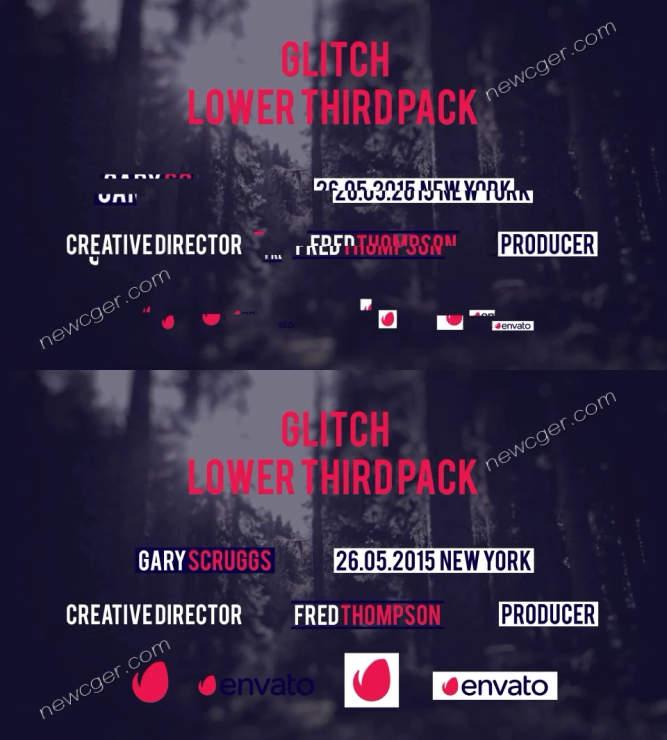 GLITCH
LOWER THIRD PACK
newcger.com
26.05.2015 NEW YORK
CREATIVE DIRECTOR
FRED THOMPSON
PRODUCER
newcger.com
envato
GLITCH
LOWER THIRD PACK
newcger.com
GARY SCRUGGS
26.05.2015 NEW YORK
CREATIVE DIRECTOR
FRED THOMPSON
PRODUCER
newcger.com
envato
envato